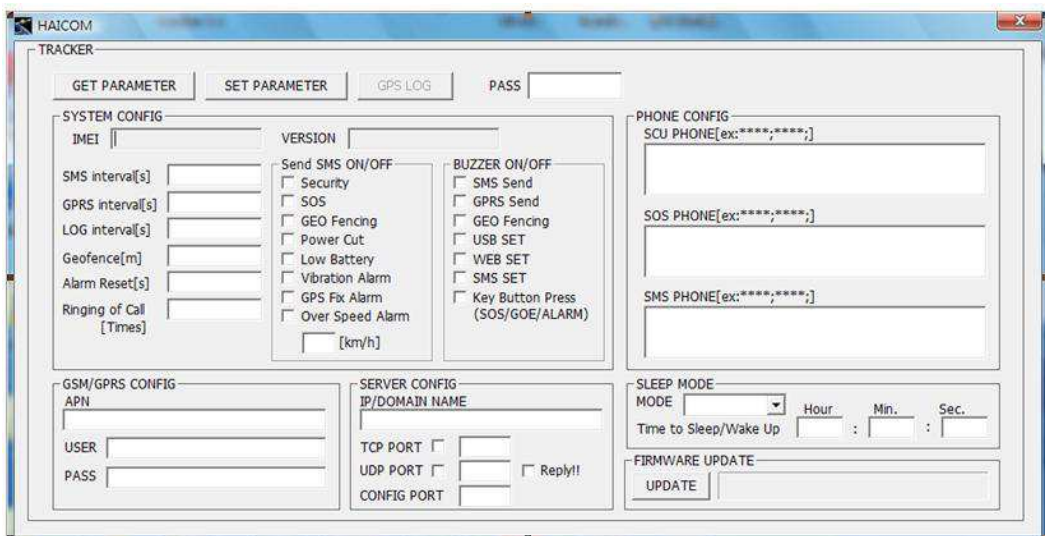 HAICOM
TRACKER
GET PARAMETER SET PARAMETER GPS LOG PASS
SYSTEM CONFIG
IMEI VERSION
SMS interval[s]
GPRS interval[s]
LOG interval[s]
Geofence[m]
Alarm Reset[s]
Ringing of Call
[Times]
Send SMS ON/OFF
Security
SOS
GEO Fencing
Power Cut
Low Battery
Vibration Alarm
GPS Fix Alarm
Over Speed Alarm
[km/h]
BUZZER ON/OFF
SMS Send
GPRS Send
GEO Fencing
USB SET
WEB SET
SMS SET
Key Button Press
(SOS/GOE/ALARM)
PHONE CONFIG
SCU PHONE[ex:****;****;]
SOS PHONE[ex:****;****;]
SMS PHONE[ex:****;****;]
GSM/GPRS CONFIG
APN
USER
PASS
SERVER CONFIG
IP/DOMAIN NAME
TCP PORT
UDP PORT Reply!!
CONFIG PORT
SLEEP MODE
MODE Hour Min. Sec.
Time to Sleep/Wake Up : :
FIRMWARE UPDATE
UPDATE